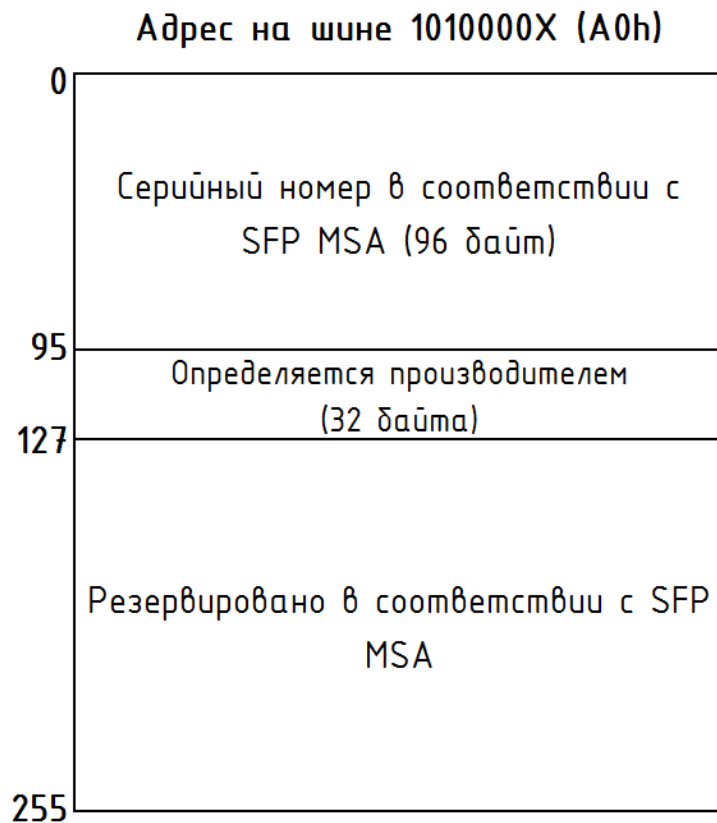 Адрес на шине 1010000X (A0h)
0
Серийный номер в соответствии с
SFP MSA (96 байт)
95
Определяется производителем
(32 байта)
127
Резервировано в соответствии с SFP
MSA
255